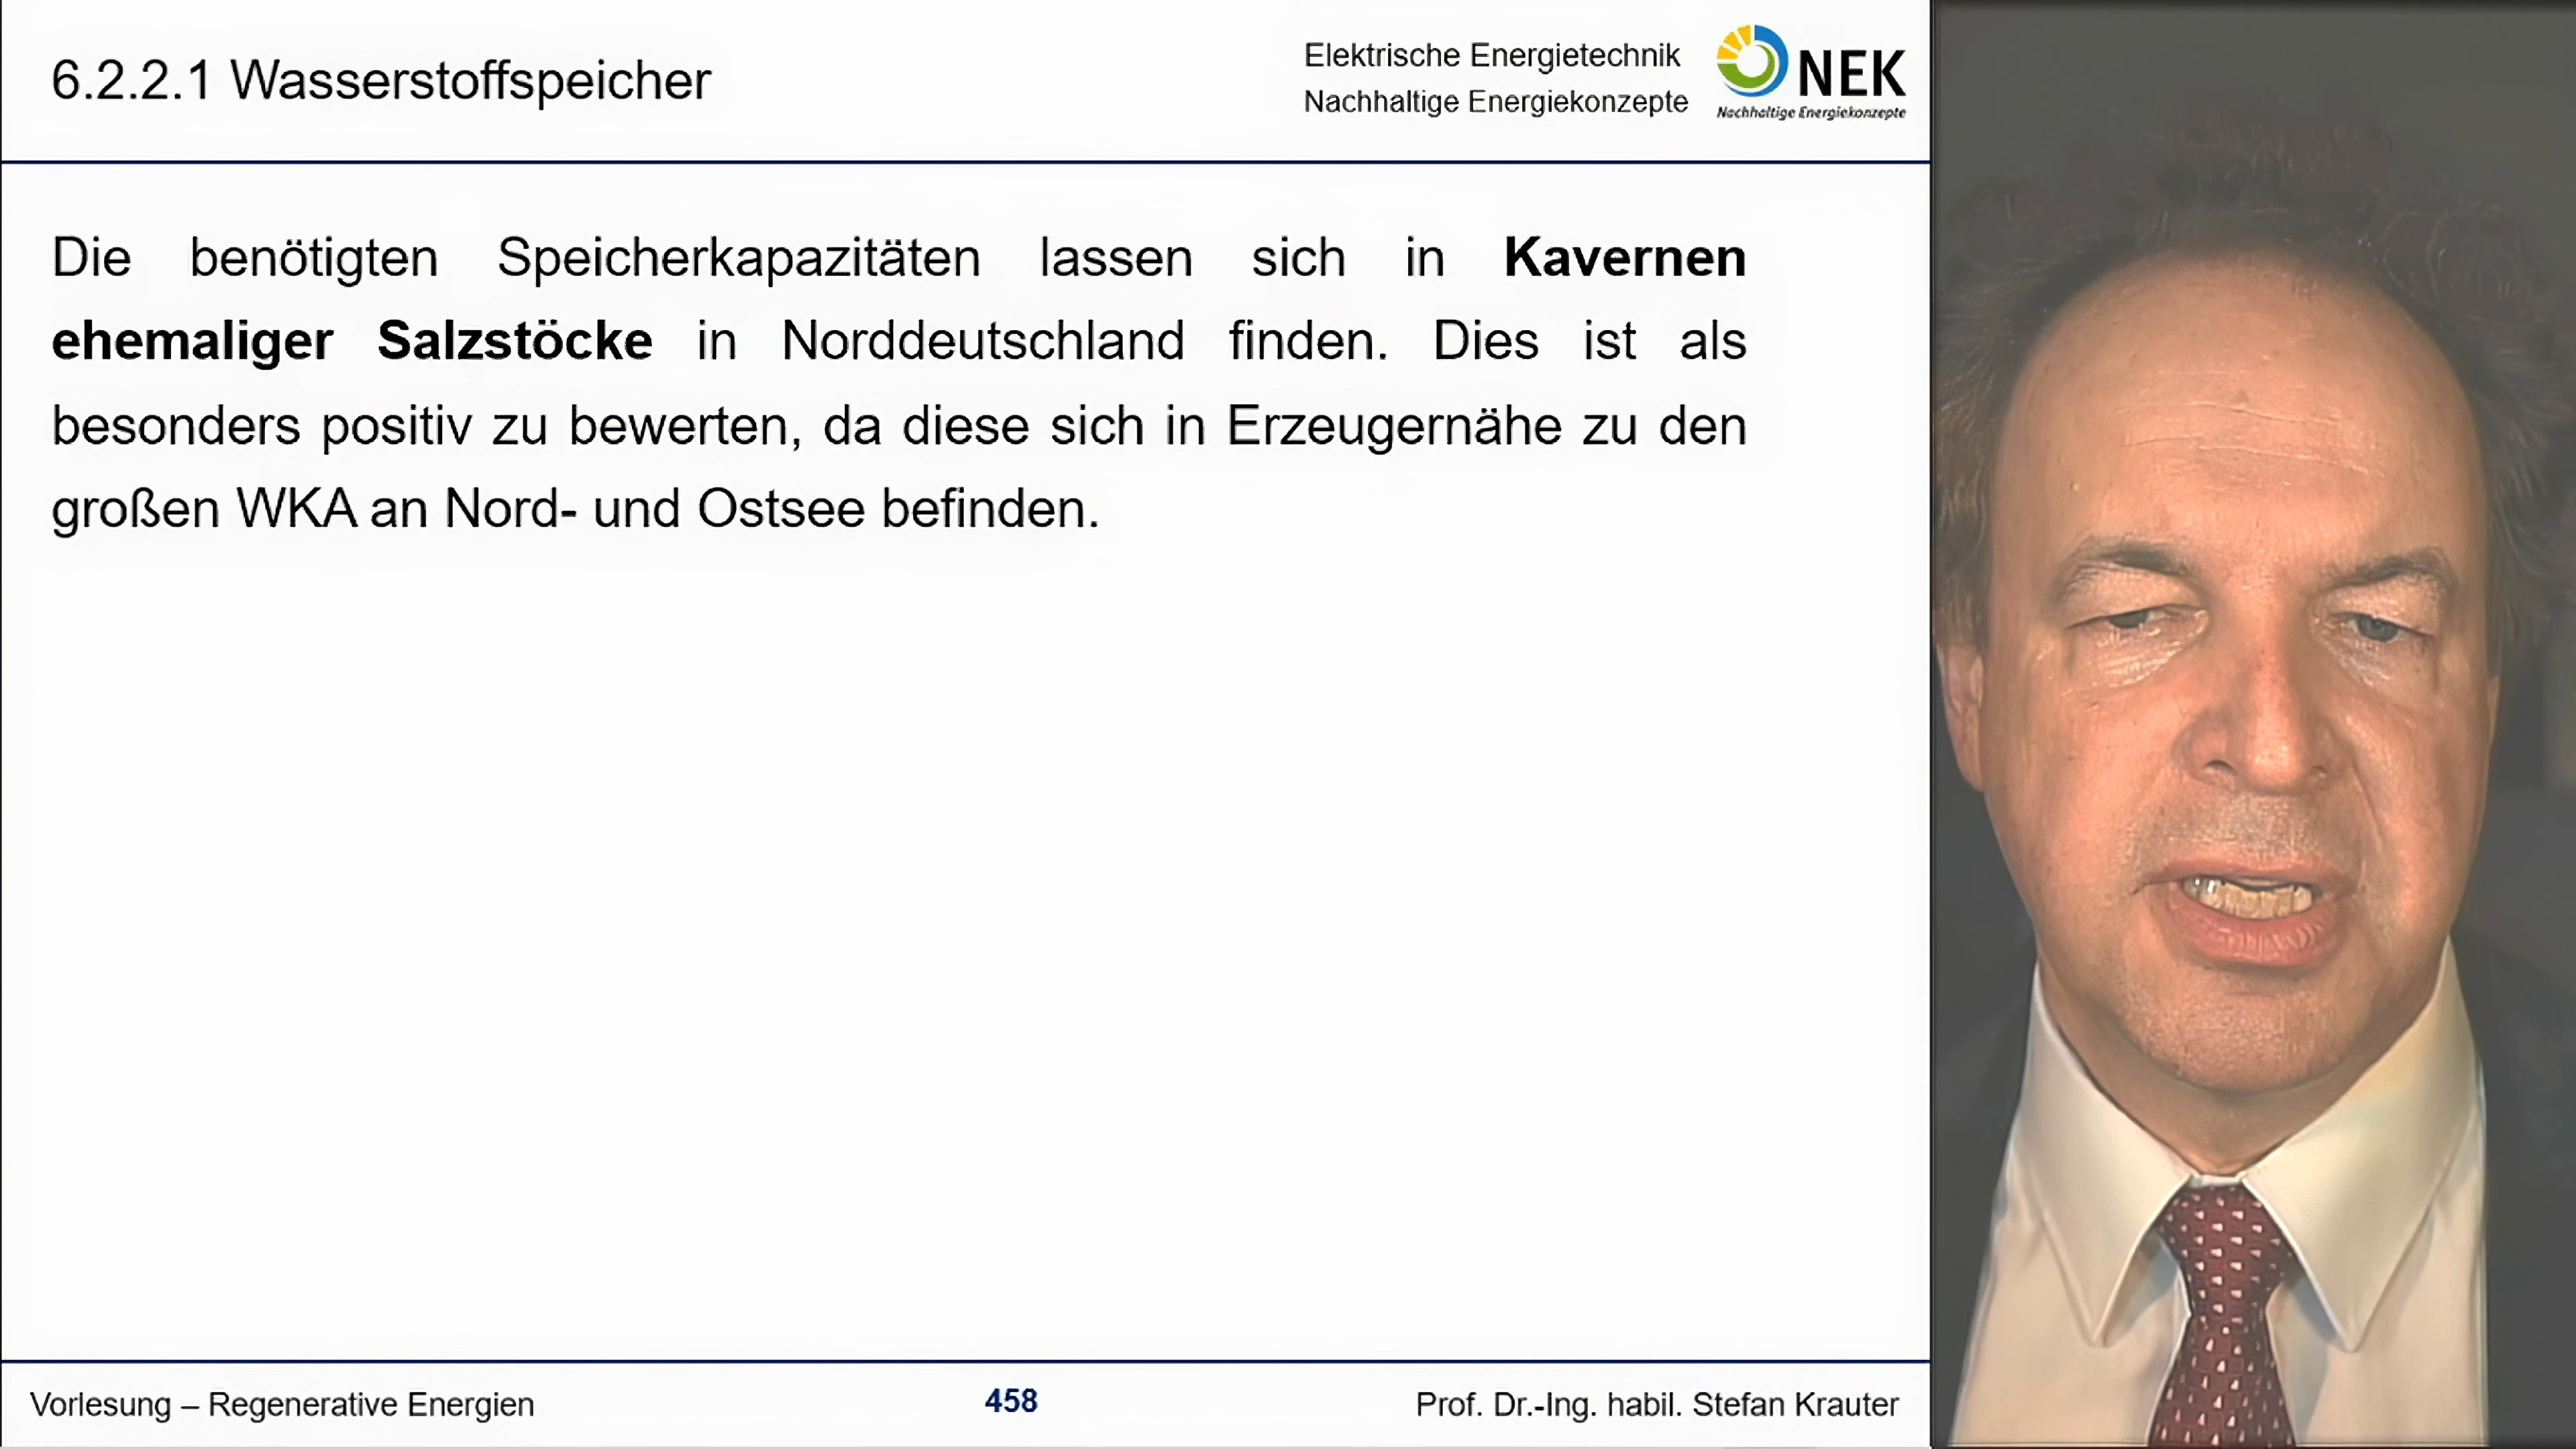 6.2.2.1 Wasserstoffspeicher
Elektrische Energietechnik
Nachhaltige Energiekonzepte
NEK
Nachhaltige Energiekonzepte
Die benötigten Speicherkapazitäten lassen sich in Kavernen
ehemaliger Salzstöcke in Norddeutschland finden. Dies ist als
besonders positiv zu bewerten, da diese sich in Erzeugernähe zu den
großen WKA an Nord- und Ostsee befinden.
Vorlesung – Regenerative Energien
458
Prof. Dr.-Ing. habil. Stefan Krauter